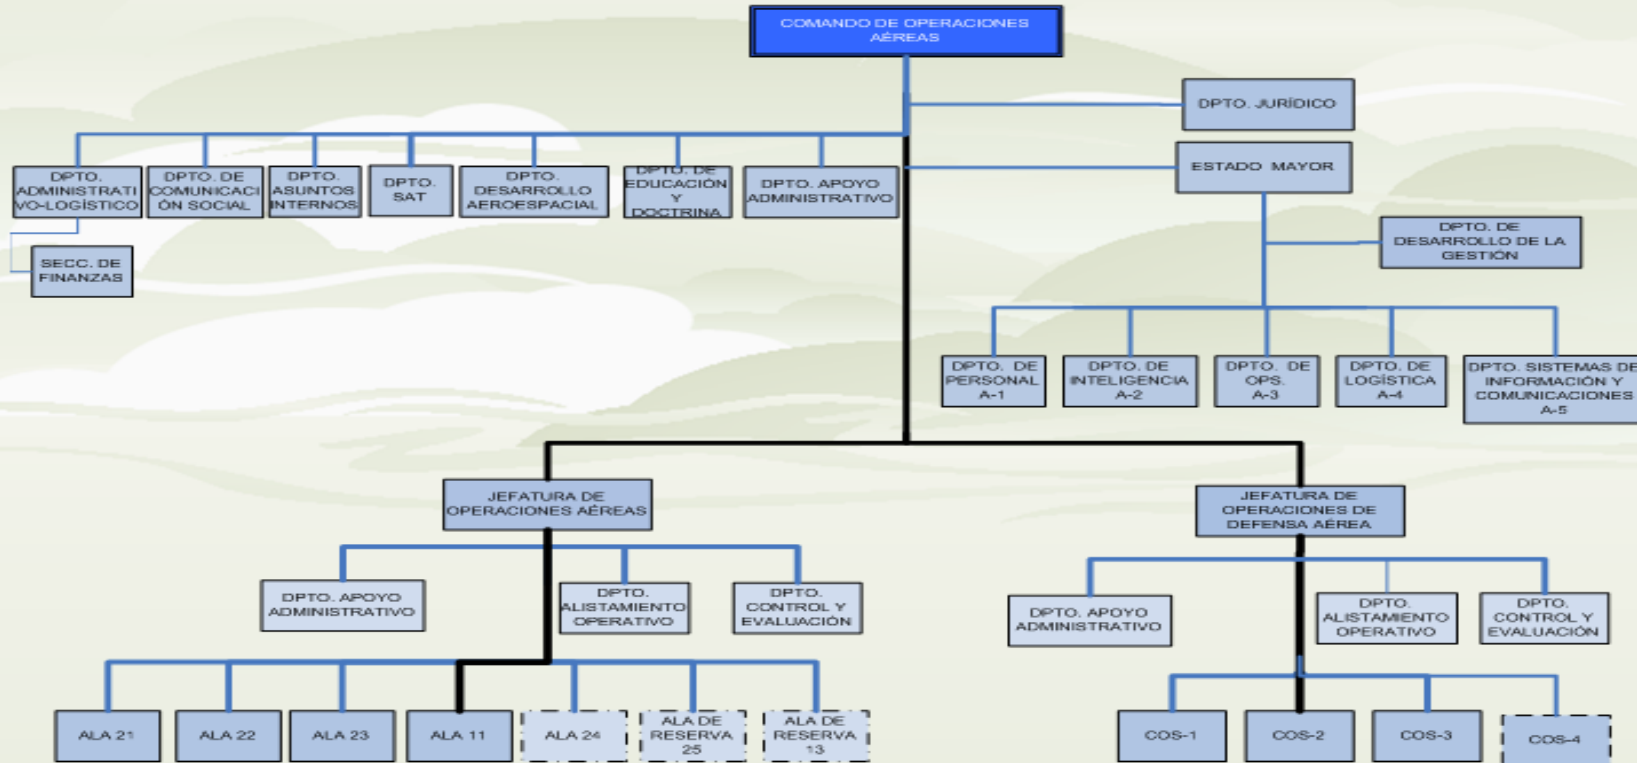 COMANDO DE OPERACIONES
AÉREAS
DPTO. JURÍDICO
ESTADO MAYOR
DPTO.
ADMINISTRATI
VO-LOGÍSTICO
DPTO. DE
COMUNICACI
ÓN SOCIAL
DPTO.
ASUNTOS
INTERNOS
DPTO.
SAT
DPTO.
DESARROLLO
AEROESPACIAL
DPTO. DE
EDUCACIÓN
Y
DOCTRINA
DPTO. APOYO
ADMINISTRATIVO
SECC. DE
FINANZAS
DPTO. DE
DESARROLLO DE LA
GESTIÓN
DPTO. DE
PERSONAL
A-1
DPTO. DE
INTELIGENCIA
A-2
DPTO. DE
OPS.
A-3
DPTO. DE
LOGÍSTICA
A-4
DPTO. SISTEMAS DE
INFORMACIÓN Y
COMUNICACIONES
A-5
JEFATURA DE
OPERACIONES AÉREAS
JEFATURA DE
OPERACIONES DE
DEFENSA AÉREA
DPTO. APOYO
ADMINISTRATIVO
DPTO.
ALISTAMIENTO
OPERATIVO
DPTO.
CONTROL Y
EVALUACIÓN
DPTO. APOYO
ADMINISTRATIVO
DPTO.
ALISTAMIENTO
OPERATIVO
DPTO.
CONTROL Y
EVALUACIÓN
ALA 21
ALA 22
ALA 23
ALA 11
ALA 24
ALA DE
RESERVA
25
ALA DE
RESERVA
13
COS-1
COS-2
COS-3
COS-4